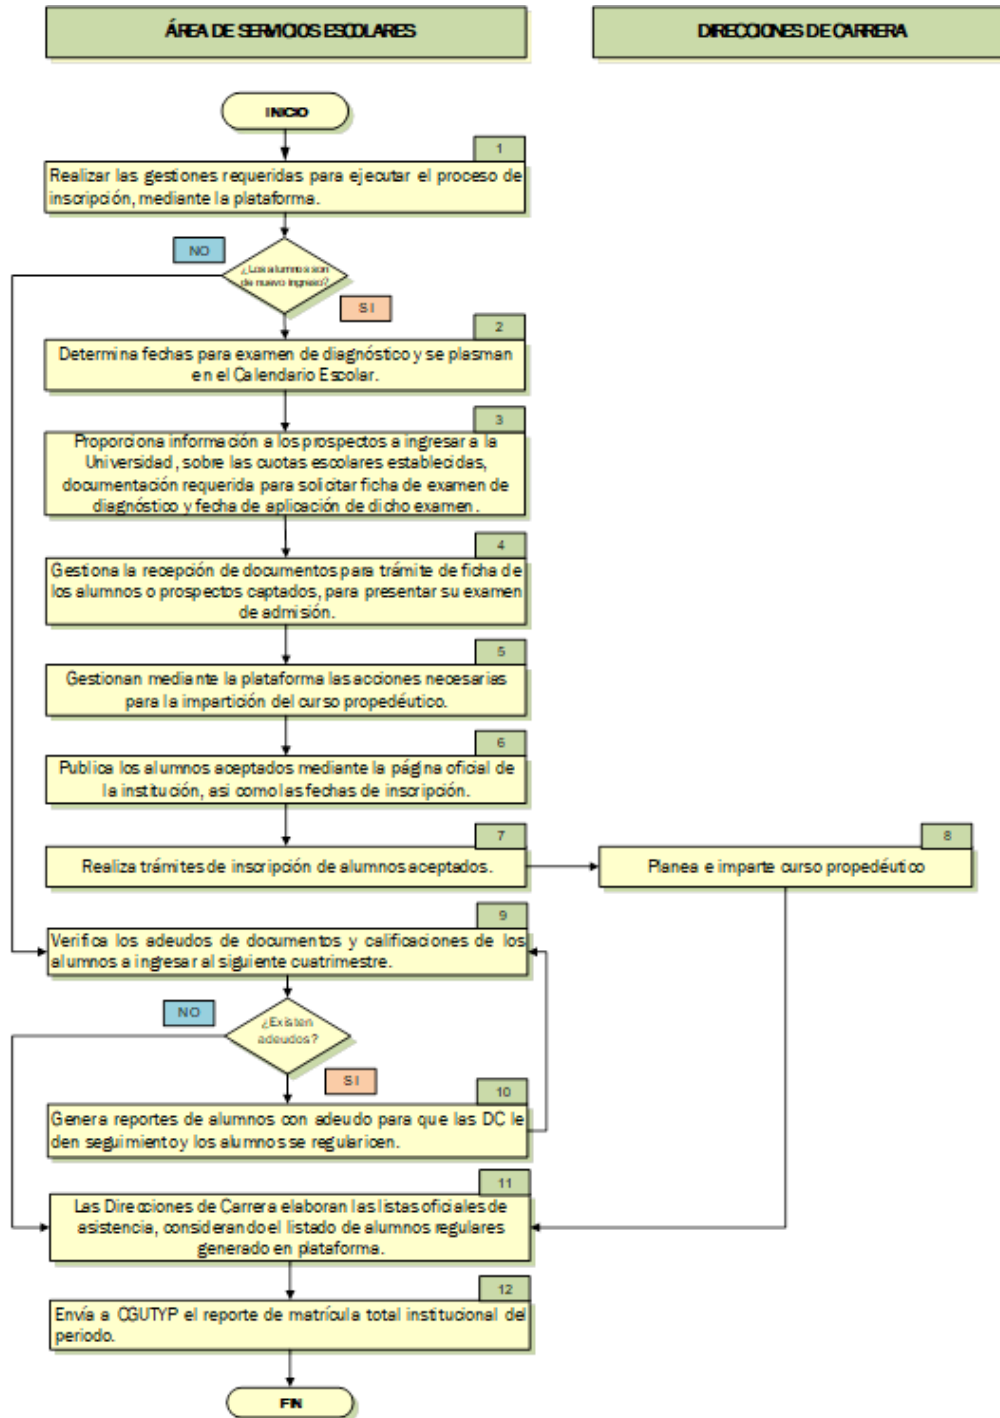 ÁREA DE SERVICIOS ESCOLARES
DIRECCIONES DE CARRERA
INICIO
1
Realizar las gestiones requeridas para ejecutar el proceso de
inscripción, mediante la plataforma.
NO
¿Los alumnos son
de nuevo ingreso?
SI
2
Determina fechas para examen de diagnóstico y se plasman
en el Calendario Escolar.
3
Proporciona información a los prospectos a ingresar a la
Universidad, sobre las cuotas escolares establecidas,
documentación requerida para solicitar ficha de examen de
diagnóstico y fecha de aplicación de dicho examen.
4
Gestiona la recepción de documentos para trámite de ficha de
los alumnos o prospectos captados, para presentar su examen
de admisión.
5
Gestionan mediante la plataforma las acciones necesarias
para la impartición del curso propedéutico.
6
Publica los alumnos aceptados mediante la página oficial de
la institución, asi como las fechas de inscripción.
7
Realiza trámites de inscripción de alumnos aceptados.
8
Planea e imparte curso propedéutico
9
Verifica los adeudos de documentos y calificaciones de los
alumnos a ingresar al siguiente cuatrimestre.
NO
¿Existen
adeudos?
SI
10
Genera reportes de alumnos con adeudo para que las DC le
den seguimiento y los alumnos se regularicen.
11
Las Direcciones de Carrera elaboran las listas oficiales de
asistencia, considerando el listado de alumnos regulares
generado en plataforma.
12
Envía a CGUTYP el reporte de matrícula total institucional del
periodo.
FIN